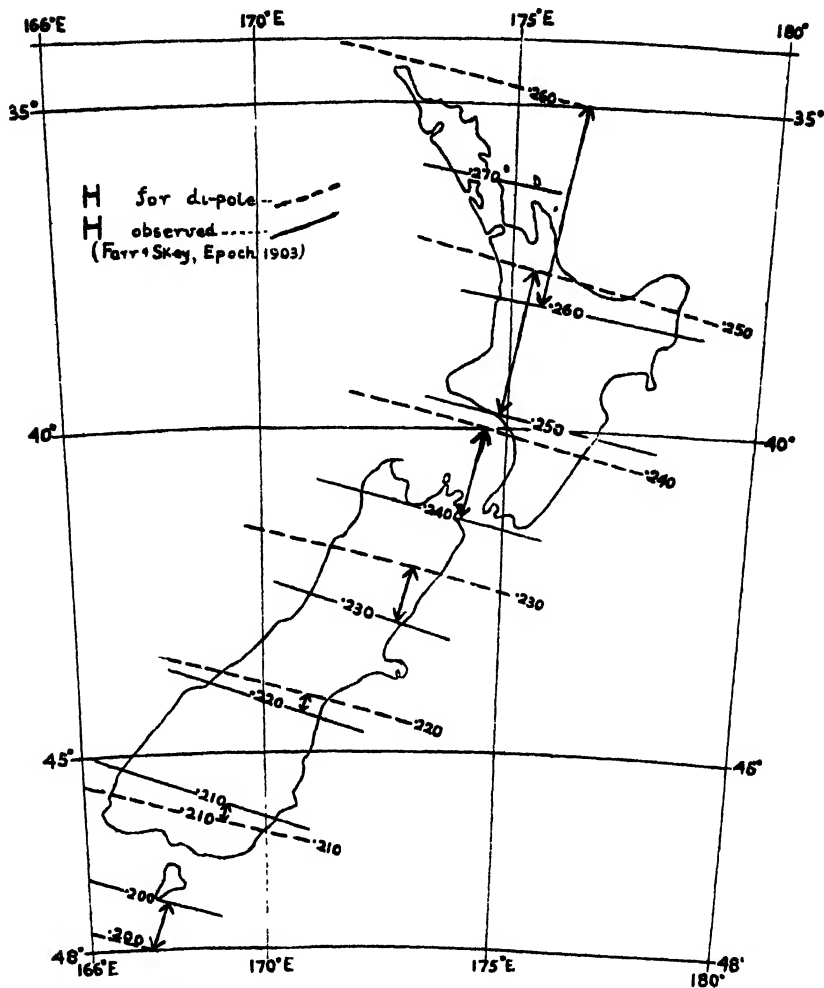 166°E 170°E 175°E 180°
35° ·260 35°
·270
H for di-pole
H observed
(Farr & Skey, Epoch 1903)
·260 ·250
·250
40° 40°
·240
·240
·230
·230
·220
·220
45° 45°
·210
·210 ·210
·200
·200
48° 48°
166°E 170°E 175°E 180°